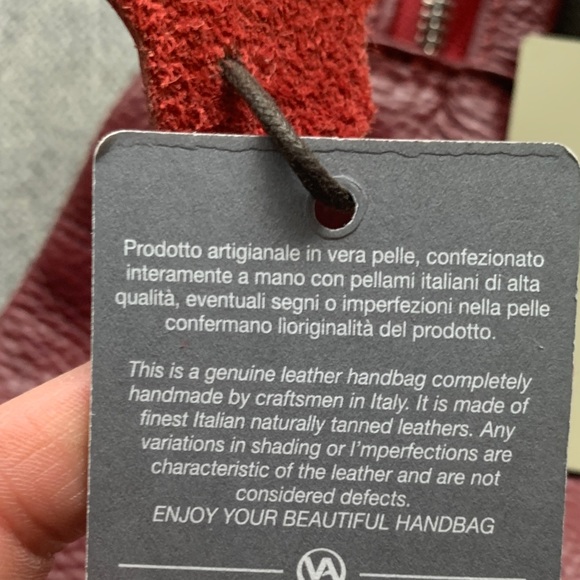 Prodotto artigianale in vera pelle, confezionato
interamente a mano con pellami italiani di alta
qualità, eventuali segni o imperfezioni nella pelle
confermano lìoriginalità del prodotto.
This is a genuine leather handbag completely
handmade by craftsmen in Italy. It is made of
finest Italian naturally tanned leathers. Any
variations in shading or I'mperfections are
characteristic of the leather and are not
considered defects.
ENJOY YOUR BEAUTIFUL HANDBAG
VA